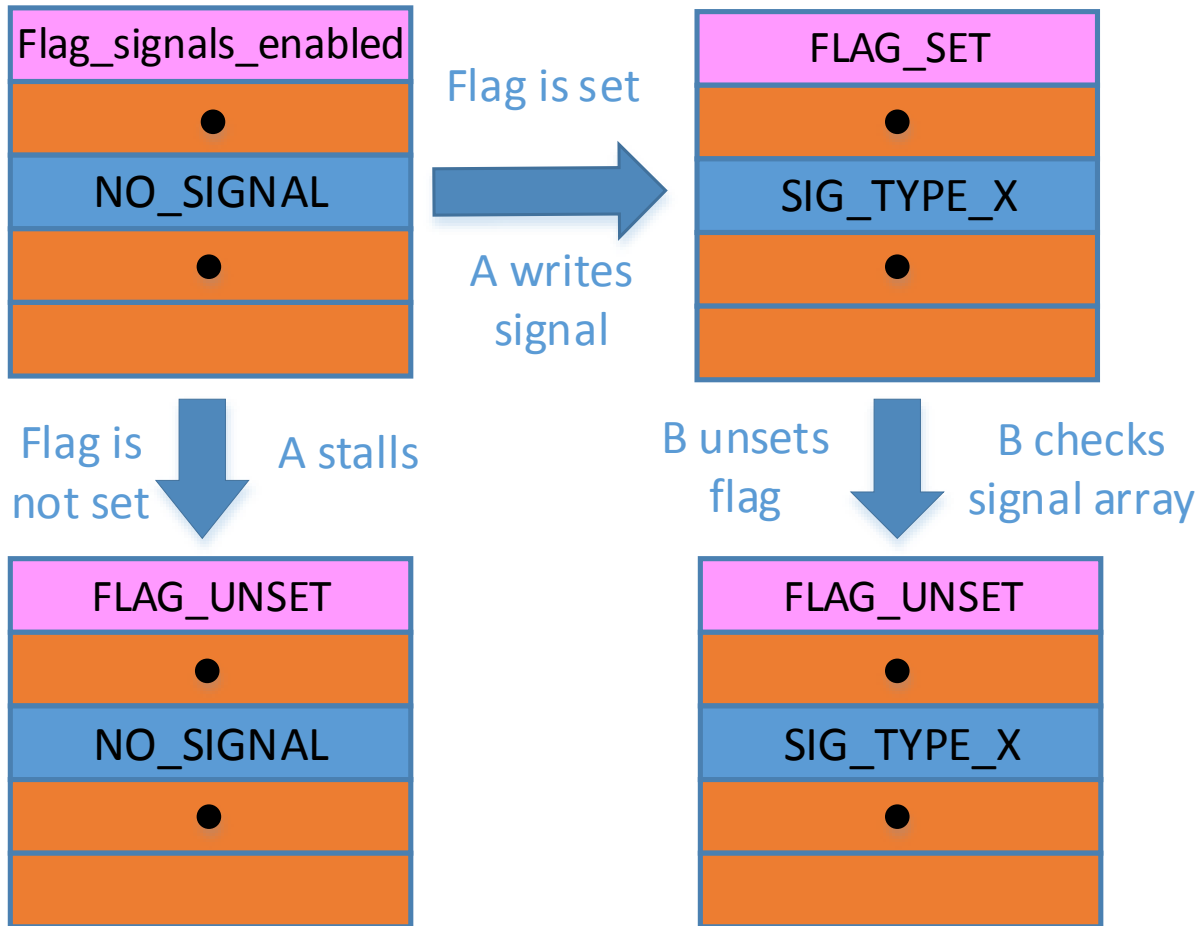 Flag_signals_enabled
NO_SIGNAL
Flag is set
A writes
signal
FLAG_SET
SIG_TYPE_X
Flag is
not set
A stalls
B unsets
flag
B checks
signal array
FLAG_UNSET
NO_SIGNAL
FLAG_UNSET
SIG_TYPE_X